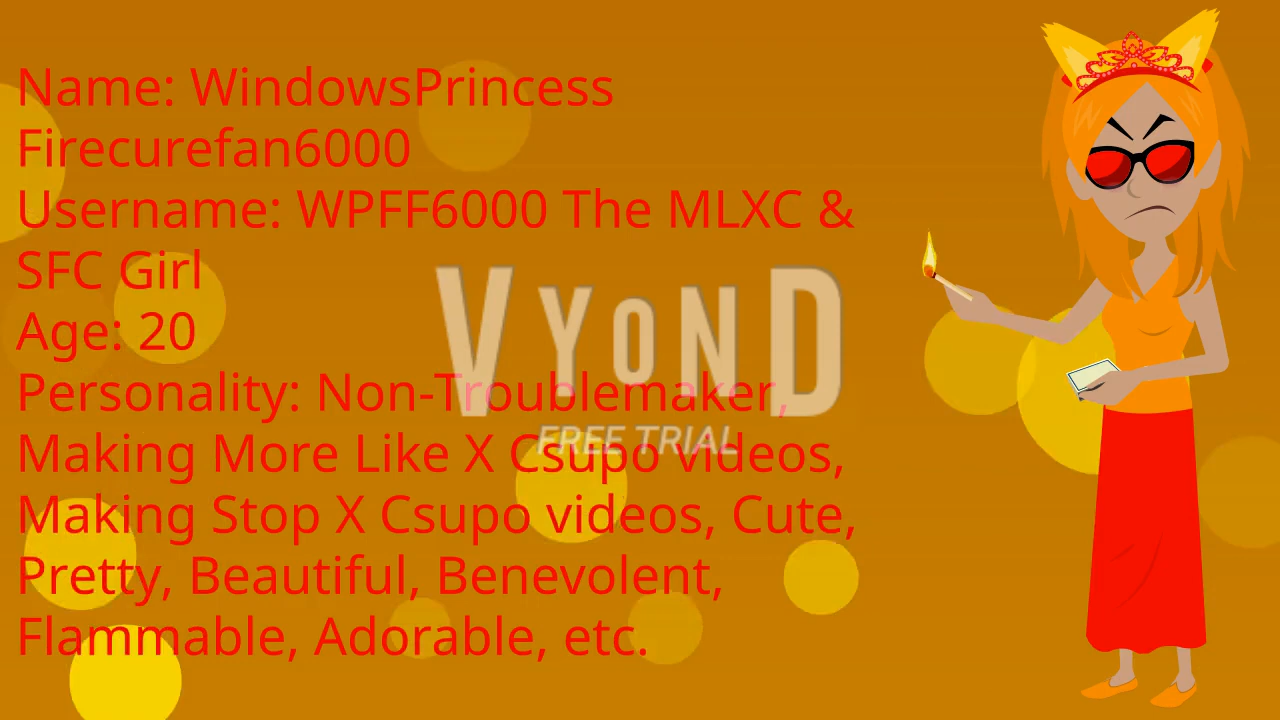 Name: WindowsPrincess
Firecurefan6000
Username: WPFF6000 The MLXC &
SFC Girl
Age: 20
Personality: Non-Troublemaker,
Making More Like X Csupo videos,
Making Stop X Csupo videos, Cute,
Pretty, Beautiful, Benevolent,
Flammable, Adorable, etc.
VYOND
FREE TRIAL